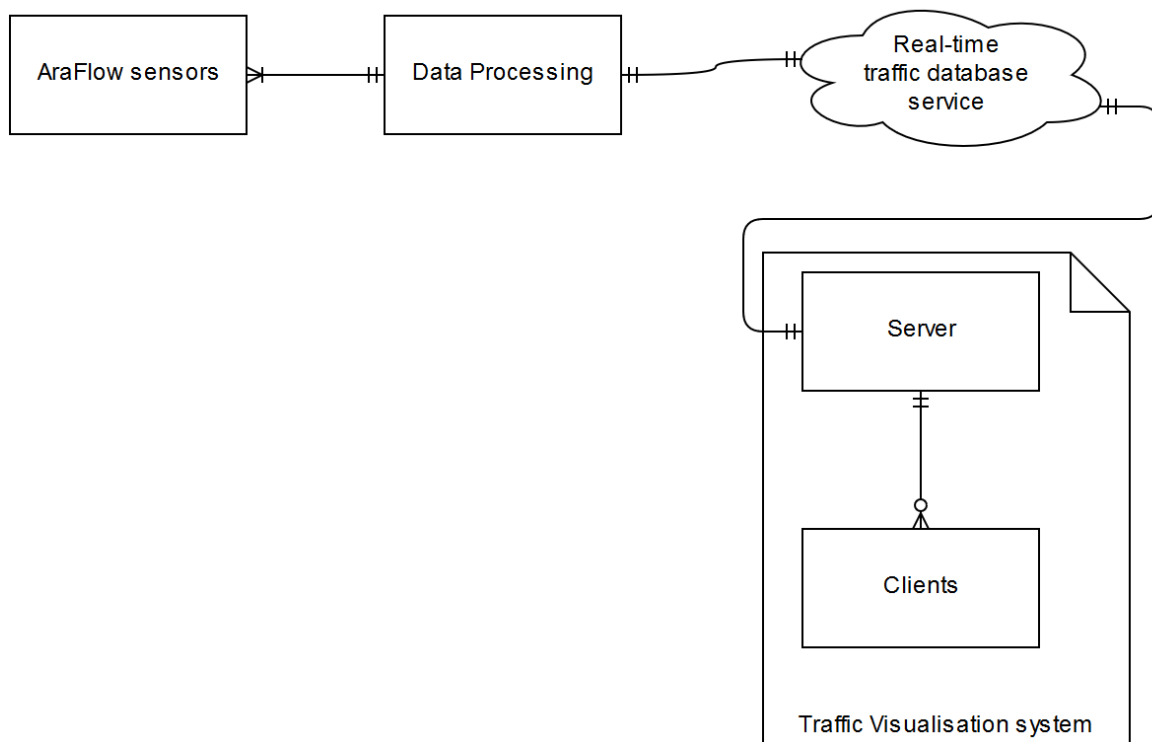 AraFlow sensors
Data Processing
Real-time
traffic database
service
Server
Clients
Traffic Visualisation system